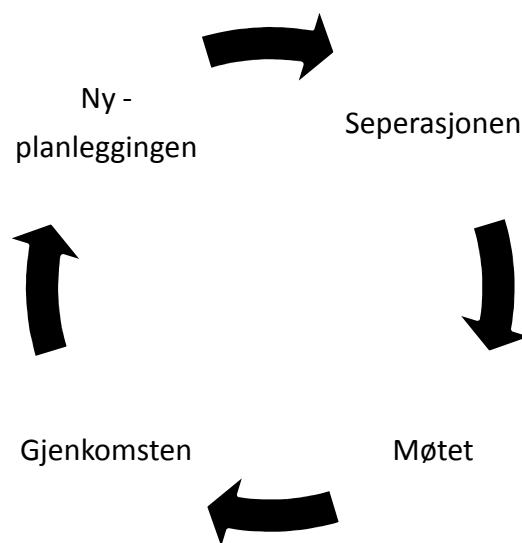 Ny -
planleggingen
Seperasjonen
Møtet
Gjenkomsten